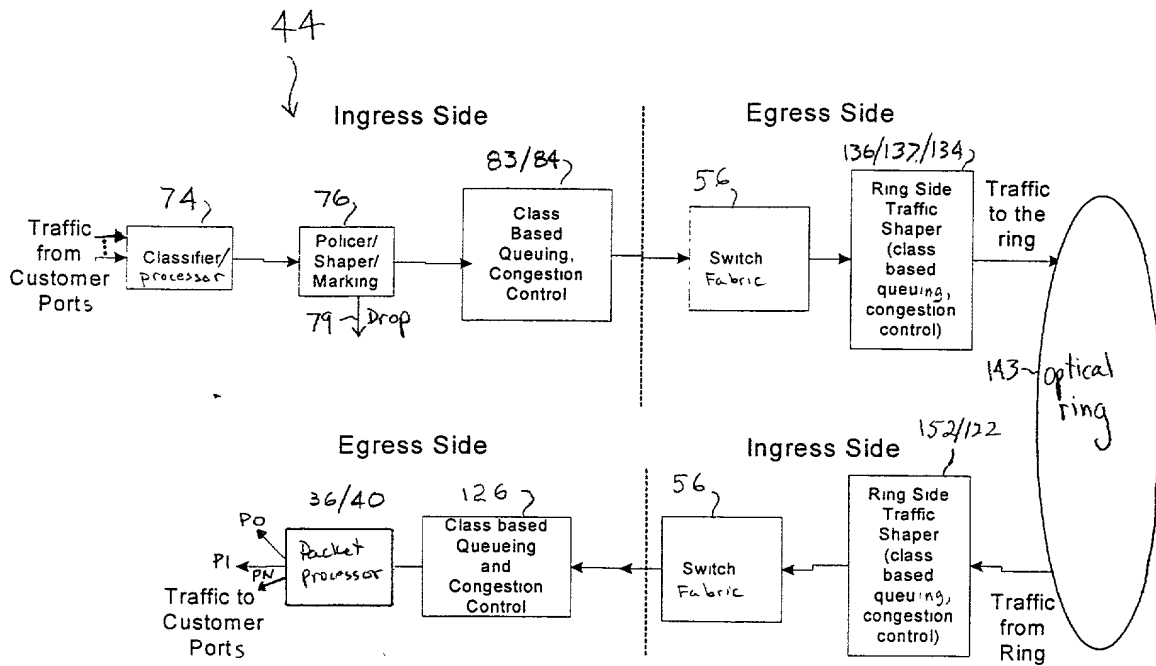 44
Ingress Side
Egress Side
83/84
136/137/134
74
76
56
Traffic
from
Customer
Ports
Classifier/
processor
Policer/
Shaper/
Marking
79
Drop
Class
Based
Queuing,
Congestion
Control
Switch
Fabric
Ring Side
Traffic
Shaper
(class
based
queuing,
congestion
control)
Traffic
to the
ring
143
optical
ring
Egress Side
Ingress Side
152/122
36/40
126
56
P0
P1
PN
Packet
processor
Traffic to
Customer
Ports
Class based
Queueing
and
Congestion
Control
Switch
Fabric
Ring Side
Traffic
Shaper
(class
based
queuing,
congestion
control)
Traffic
from
Ring